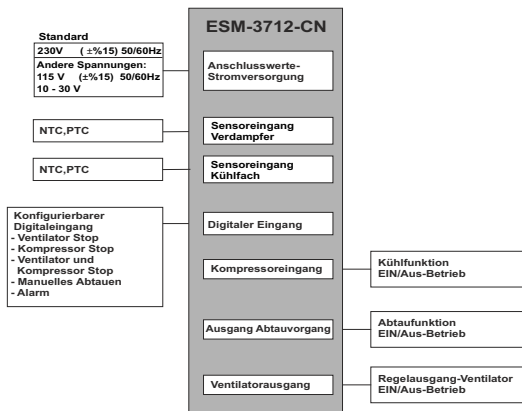 ESM-3712-CN
Standard
230V ( ±%15) 50/60Hz
Andere Spannungen:
115 V (±%15) 50/60Hz
10 - 30 V
Anschlusswerte-
Stromversorgung
NTC,PTC
Sensoreingang
Verdampfer
NTC,PTC
Sensoreingang
Kühlfach
Konfigurierbarer
Digitaleingang
- Ventilator Stop
- Kompressor Stop
- Ventilator und
Kompressor Stop
- Manuelles Abtauen
- Alarm
Digitaler Eingang
Kompressoreingang
Kühlfunktion
EIN/Aus-Betrieb
Ausgang Abtauvorgang
Abtaufunktion
EIN/Aus-Betrieb
Ventilatorausgang
Regelausgang-Ventilator
EIN/Aus-Betrieb